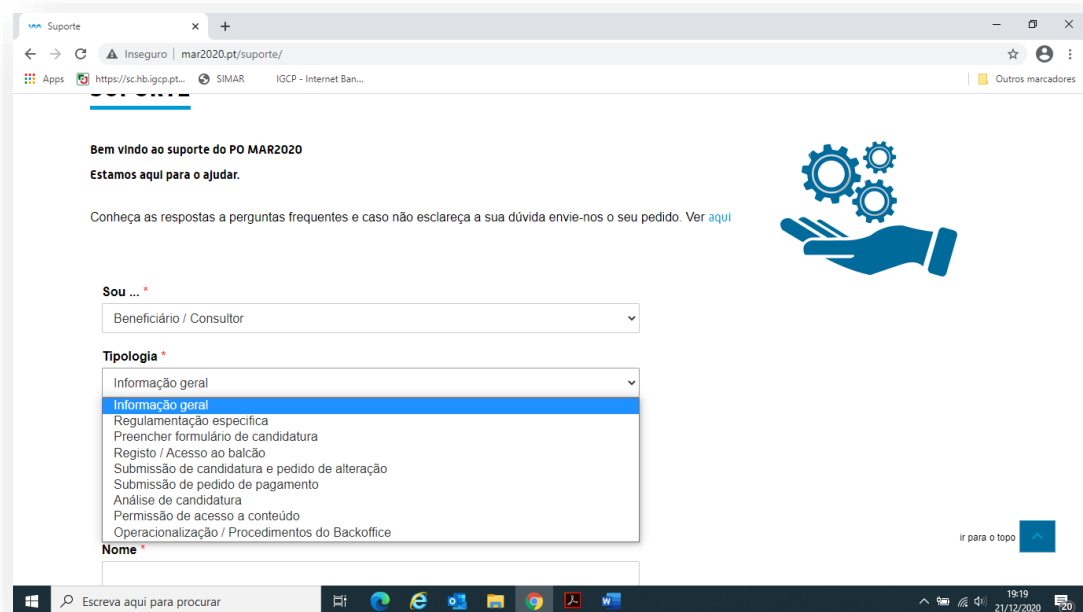 Suporte
Inseguro | mar2020.pt/suporte/
Apps https://sc.hb.igcp.pt... SIMAR IGCP - Internet Ban... Outros marcadores
SUPORTE
Bem vindo ao suporte do PO MAR2020
Estamos aqui para o ajudar.
Conheça as respostas a perguntas frequentes e caso não esclareça a sua dúvida envie-nos o seu pedido. Ver aqui
Sou ... *
Beneficiário / Consultor
Tipologia *
Informação geral
Informação geral
Regulamentação especifica
Preencher formulário de candidatura
Registo / Acesso ao balcão
Submissão de candidatura e pedido de alteração
Submissão de pedido de pagamento
Análise de candidatura
Permissão de acesso a conteúdo
Operacionalização / Procedimentos do Backoffice
ir para o topo
Nome *
Escreva aqui para procurar
19:19
21/12/2020
20